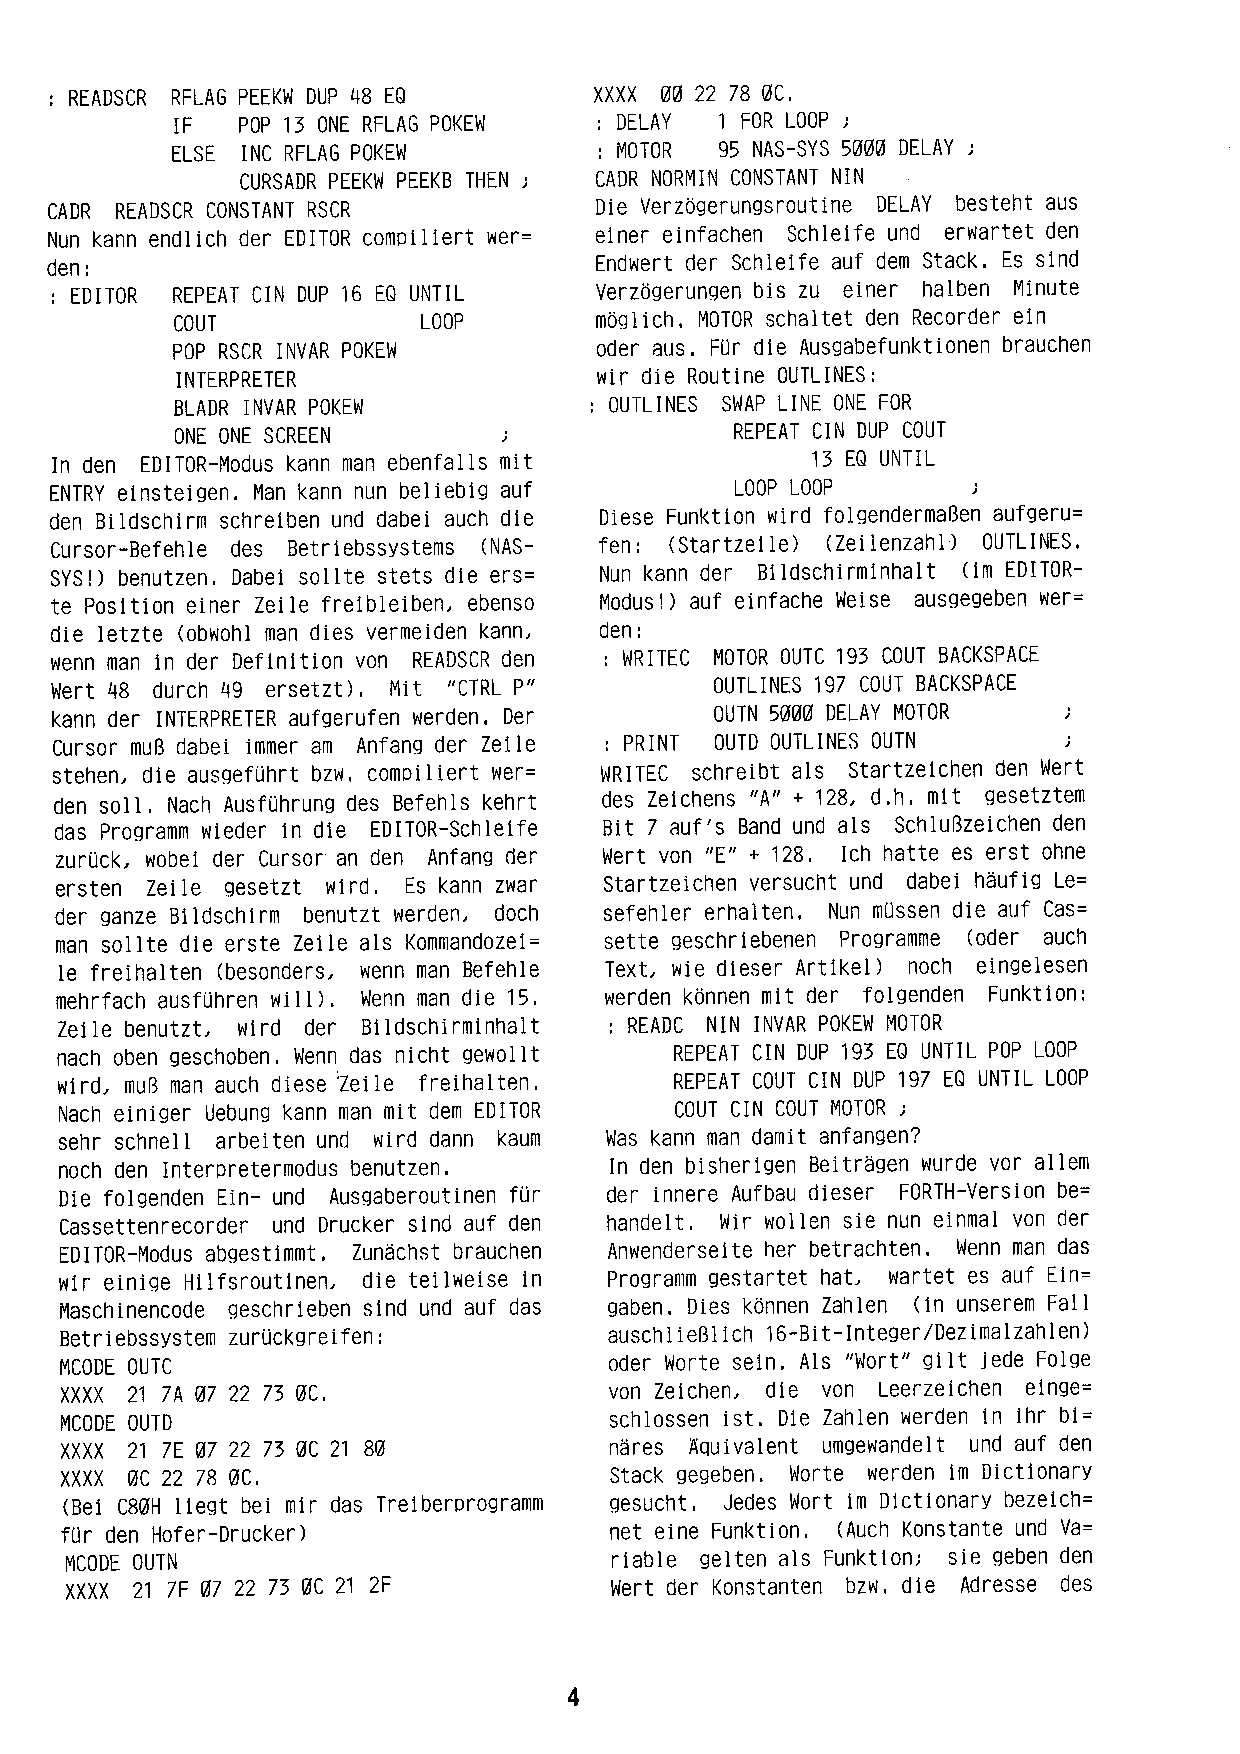 : READSCR RFLAG PEEKW DUP 48 EQ
IF POP 13 ONE RFLAG POKEW
ELSE INC RFLAG POKEW
CURSADR PEEKW PEEKB THEN ;
CADR READSCR CONSTANT RSCR
Nun kann endlich der EDITOR compiliert wer=
den:
: EDITOR REPEAT CIN DUP 16 EQ UNTIL
COUT LOOP
POP RSCR INVAR POKEW
INTERPRETER
BLADR INVAR POKEW
ONE ONE SCREEN ;
In den EDITOR-Modus kann man ebenfalls mit
ENTRY einsteigen. Man kann nun beliebig auf
den Bildschirm schreiben und dabei auch die
Cursor-Befehle des Betriebssystems (NAS-
SYS!) benutzen. Dabei sollte stets die ers=
te Position einer Zeile freibleiben, ebenso
die letzte (obwohl man dies vermeiden kann,
wenn man in der Definition von READSCR den
Wert 48 durch 49 ersetzt). Mit "CTRL P"
kann der INTERPRETER aufgerufen werden. Der
Cursor muß dabei immer am Anfang der Zeile
stehen, die ausgeführt bzw. compiliert wer=
den soll. Nach Ausführung des Befehls kehrt
das Programm wieder in die EDITOR-Schleife
zurück, wobei der Cursor an den Anfang der
ersten Zeile gesetzt wird. Es kann zwar
der ganze Bildschirm benutzt werden, doch
man sollte die erste Zeile als Kommandozei=
le freihalten (besonders, wenn man Befehle
mehrfach ausführen will). Wenn man die 15.
Zeile benutzt, wird der Bildschirminhalt
nach oben geschoben. Wenn das nicht gewollt
wird, muß man auch diese Zeile freihalten.
Nach einiger Uebung kann man mit dem EDITOR
sehr schnell arbeiten und wird dann kaum
noch den Interpretermodus benutzen.
Die folgenden Ein- und Ausgaberoutinen für
Cassettenrecorder und Drucker sind auf den
EDITOR-Modus abgestimmt. Zunächst brauchen
wir einige Hilfsroutinen, die teilweise in
Maschinencode geschrieben sind und auf das
Betriebssystem zurückgreifen:
MCODE OUTC
XXXX 21 7A 07 22 73 0C.
MCODE OUTD
XXXX 21 7E 07 22 73 0C 21 80
XXXX 0C 22 78 0C.
(Bei C80H liegt bei mir das Treiberprogramm
für den Hofer-Drucker)
MCODE OUTN
XXXX 21 7F 07 22 73 0C 21 2F
XXXX 00 22 78 0C.
: DELAY 1 FOR LOOP ;
: MOTOR 95 NAS-SYS 5000 DELAY ;
CADR NORMIN CONSTANT NIN
Die Verzögerungsroutine DELAY besteht aus
einer einfachen Schleife und erwartet den
Endwert der Schleife auf dem Stack. Es sind
Verzögerungen bis zu einer halben Minute
möglich. MOTOR schaltet den Recorder ein
oder aus. Für die Ausgabefunktionen brauchen
wir die Routine OUTLINES:
: OUTLINES SWAP LINE ONE FOR
REPEAT CIN DUP COUT
13 EQ UNTIL
LOOP LOOP ;
Diese Funktion wird folgendermaßen aufgeru=
fen: (Startzeile) (Zeilenzahl) OUTLINES.
Nun kann der Bildschirminhalt (im EDITOR-
Modus!) auf einfache Weise ausgegeben wer=
den:
: WRITEC MOTOR OUTC 193 COUT BACKSPACE
OUTLINES 197 COUT BACKSPACE
OUTN 5000 DELAY MOTOR ;
: PRINT OUTD OUTLINES OUTN ;
WRITEC schreibt als Startzeichen den Wert
des Zeichens "A" + 128, d.h. mit gesetztem
Bit 7 auf's Band und als Schlußzeichen den
Wert von "E" + 128. Ich hatte es erst ohne
Startzeichen versucht und dabei häufig Le=
sefehler erhalten. Nun müssen die auf Cas=
sette geschriebenen Programme (oder auch
Text, wie dieser Artikel) noch eingelesen
werden können mit der folgenden Funktion:
: READC NIN INVAR POKEW MOTOR
REPEAT CIN DUP 193 EQ UNTIL POP LOOP
REPEAT COUT CIN DUP 197 EQ UNTIL LOOP
COUT CIN COUT MOTOR ;
Was kann man damit anfangen?
In den bisherigen Beiträgen wurde vor allem
der innere Aufbau dieser FORTH-Version be=
handelt. Wir wollen sie nun einmal von der
Anwenderseite her betrachten. Wenn man das
Programm gestartet hat, wartet es auf Ein=
gaben. Dies können Zahlen (in unserem Fall
auschließlich 16-Bit-Integer/Dezimalzahlen)
oder Worte sein. Als "Wort" gilt jede Folge
von Zeichen, die von Leerzeichen einge=
schlossen ist. Die Zahlen werden in ihr bi=
näres Äquivalent umgewandelt und auf den
Stack gegeben. Worte werden im Dictionary
gesucht. Jedes Wort im Dictionary bezeich=
net eine Funktion. (Auch Konstante und Va=
riable gelten als Funktion; sie geben den
Wert der Konstanten bzw. die Adresse des
4